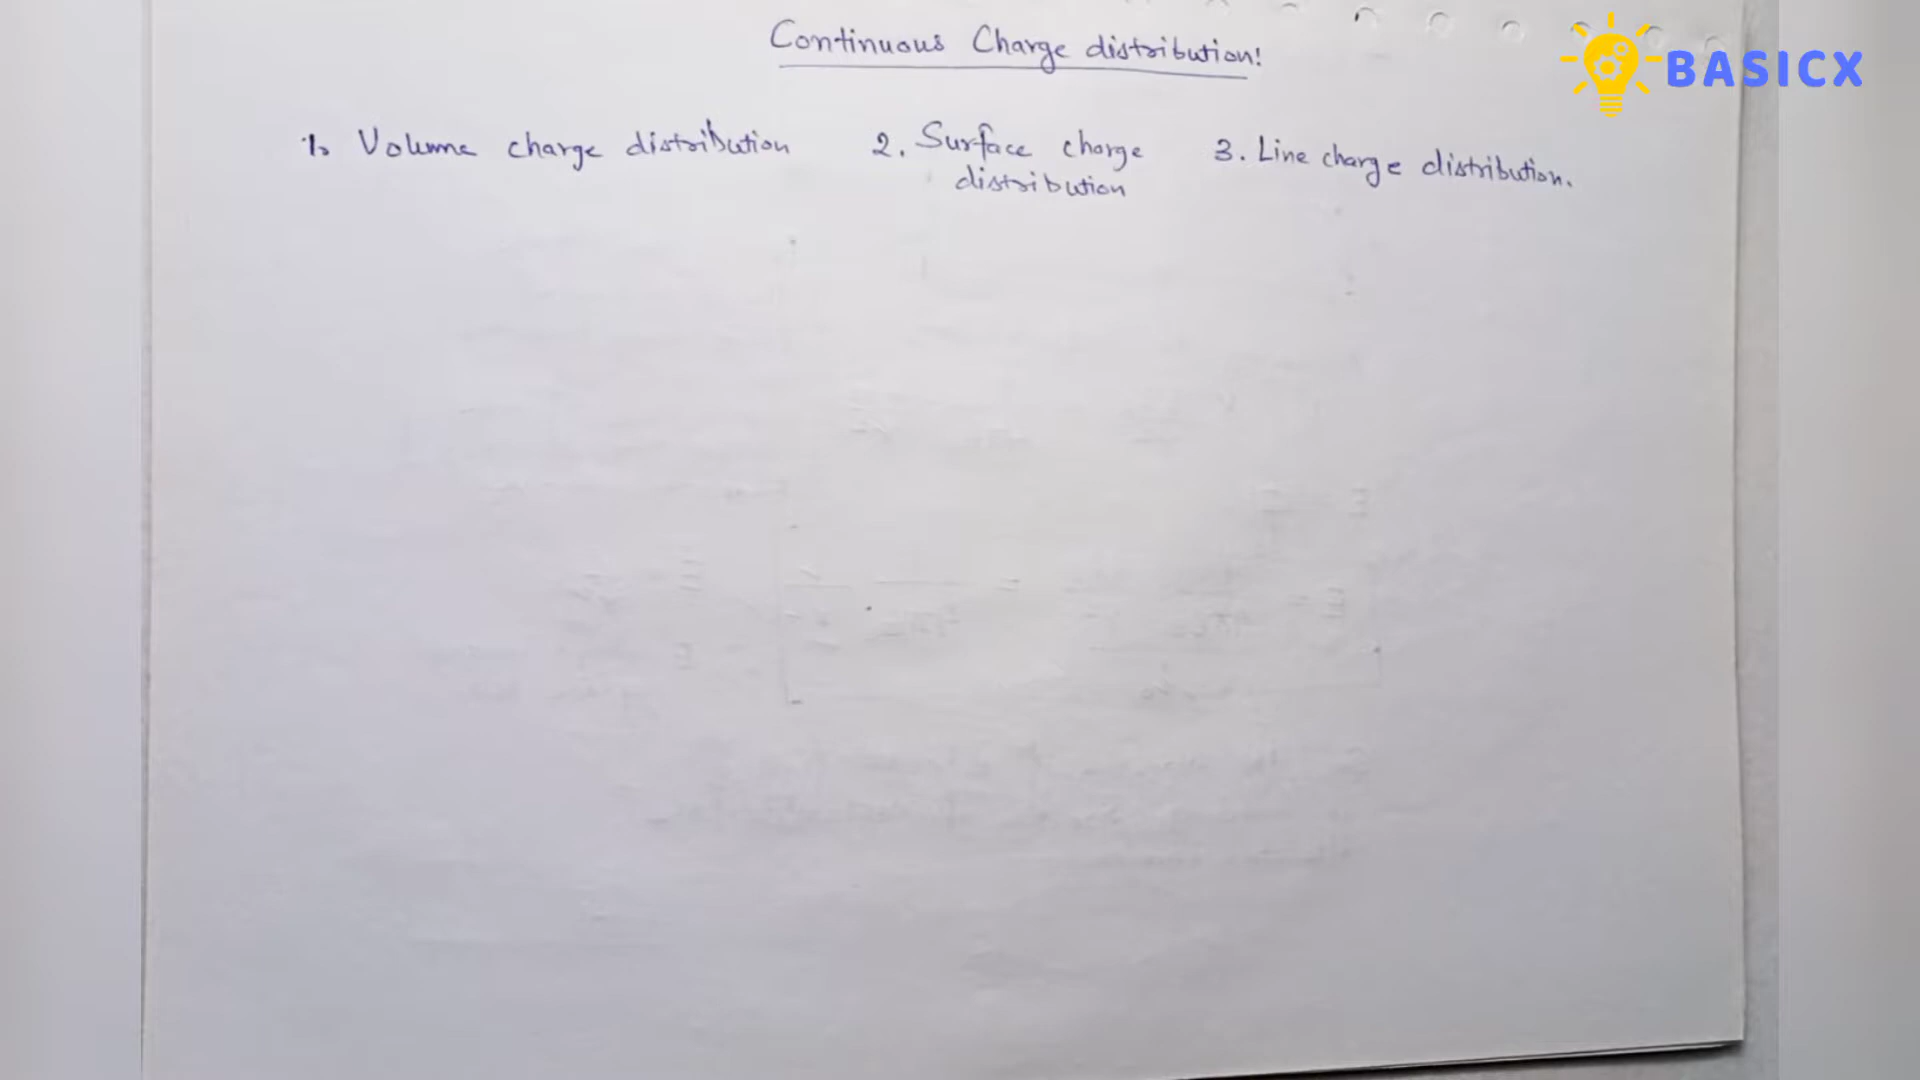 Continuous Charge distribution!
BASICX
1. Volume charge distribution
2. Surface charge
distribution
3. Line charge distribution.